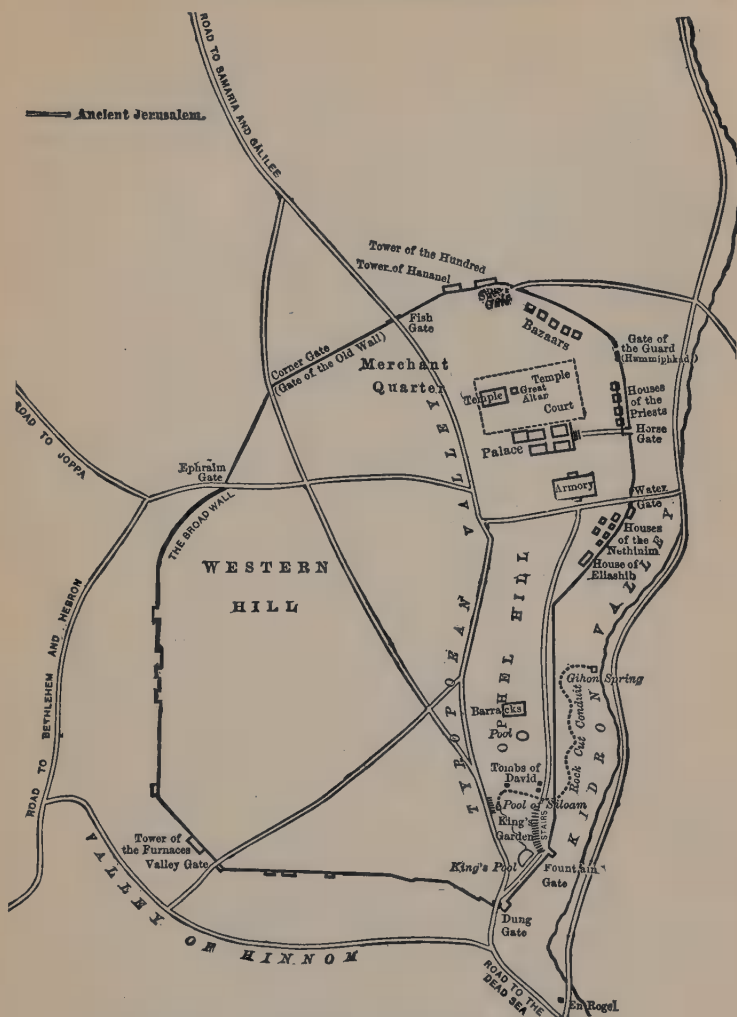 ROAD TO SAMARIA AND GALILEE
Ancient Jerusalem.
Tower of the Hundred
Tower of Hananel
Gate
Fish
Gate
Bazaars
Corner Gate
(Gate of the Old Wall)
Merchant
Quarter
Gate of
the Guard
(Hammiphkad)
Temple
Great
Altar
Temple
Court
Houses
of the
Priests
Horse
Gate
Palace
ROAD TO JOPPA
Ephraim
Gate
THE BROAD WALL
Armory
Water
Gate
Houses
of the
Nethinim
House of
Eliashib
WESTERN
HILL
TYROPOEAN VALLEY
OPHEL HILL
KIDRON VALLEY
Gihon Spring
Rock Cut Conduit
ROAD TO BETHLEHEM AND HEBRON
Barracks
Pool
Tombs of
David
Pool of Siloam
King's
Garden
STAIRS
King's Pool
Fountain
Gate
Tower of
the Furnaces
Valley Gate
Dung
Gate
VALLEY OF HINNOM
ROAD TO THE
DEAD SEA
En Rogel